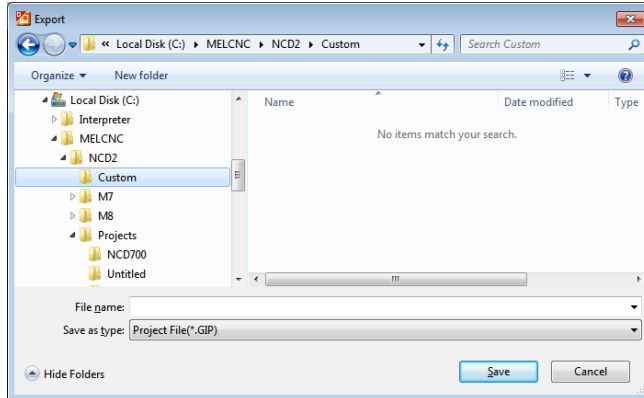 Export
« Local Disk (C:) ▸ MELCNC ▸ NCD2 ▸ Custom
Search Custom
Organize
New folder
Local Disk (C:)
Name
Date modified
Type
Interpreter
No items match your search.
MELCNC
NCD2
Custom
M7
M8
Projects
NCD700
Untitled
File name:
Save as type: Project File(*.GIP)
Hide Folders
Save
Cancel